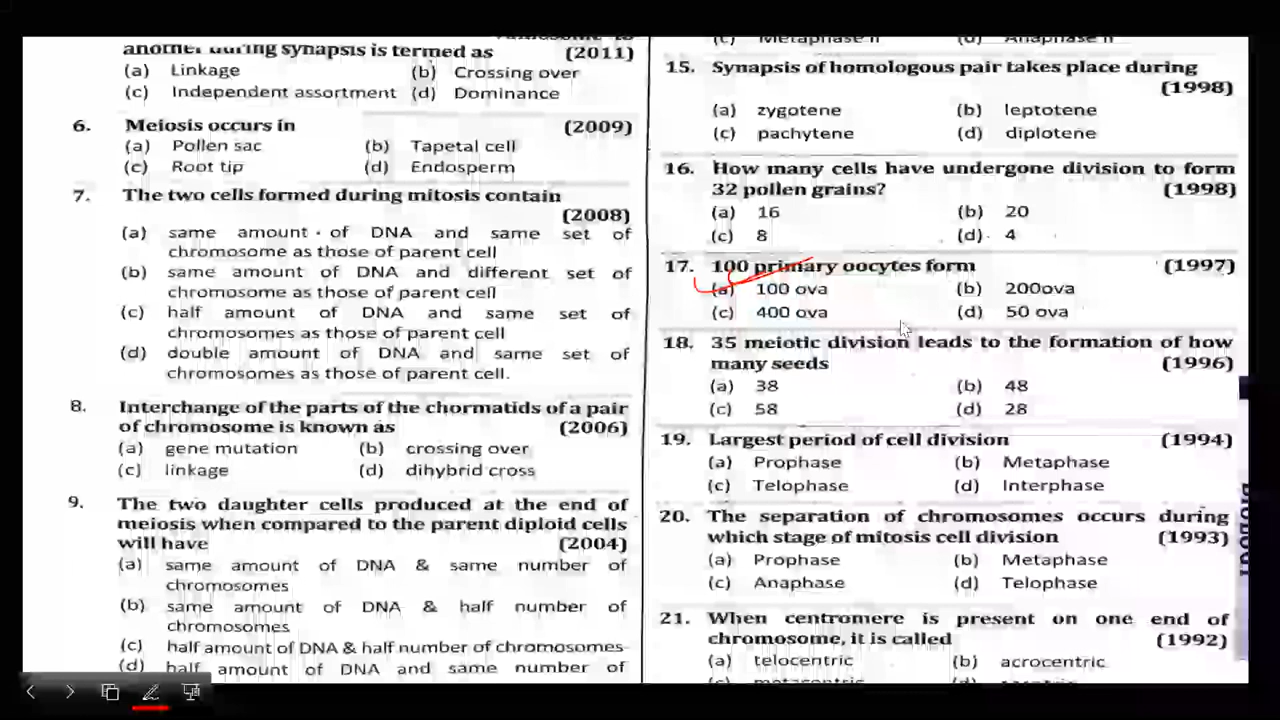 another during synapsis is termed as (2011)
(a) Linkage (b) Crossing over
(c) Independent assortment (d) Dominance
6. Meiosis occurs in (2009)
(a) Pollen sac (b) Tapetal cell
(c) Root tip (d) Endosperm
7. The two cells formed during mitosis contain
(2008)
(a) same amount of DNA and same set of
chromosome as those of parent cell
(b) same amount of DNA and different set of
chromosome as those of parent cell
(c) half amount of DNA and same set of
chromosomes as those of parent cell
(d) double amount of DNA and same set of
chromosomes as those of parent cell.
8. Interchange of the parts of the chormatids of a pair
of chromosome is known as (2006)
(a) gene mutation (b) crossing over
(c) linkage (d) dihybrid cross
9. The two daughter cells produced at the end of
meiosis when compared to the parent diploid cells
will have (2004)
(a) same amount of DNA & same number of
chromosomes
(b) same amount of DNA & half number of
chromosomes
(c) half amount of DNA & half number of chromosomes
(d) half amount of DNA and same number of
(c) Metaphase II (d) Anaphase II
15. Synapsis of homologous pair takes place during
(1998)
(a) zygotene (b) leptotene
(c) pachytene (d) diplotene
16. How many cells have undergone division to form
32 pollen grains? (1998)
(a) 16 (b) 20
(c) 8 (d) 4
17. 100 primary oocytes form (1997)
(a) 100 ova (b) 200ova
(c) 400 ova (d) 50 ova
18. 35 meiotic division leads to the formation of how
many seeds (1996)
(a) 38 (b) 48
(c) 58 (d) 28
19. Largest period of cell division (1994)
(a) Prophase (b) Metaphase
(c) Telophase (d) Interphase
20. The separation of chromosomes occurs during
which stage of mitosis cell division (1993)
(a) Prophase (b) Metaphase
(c) Anaphase (d) Telophase
21. When centromere is present on one end of
chromosome, it is called (1992)
(a) telocentric (b) acrocentric
(c) metacentric (d)